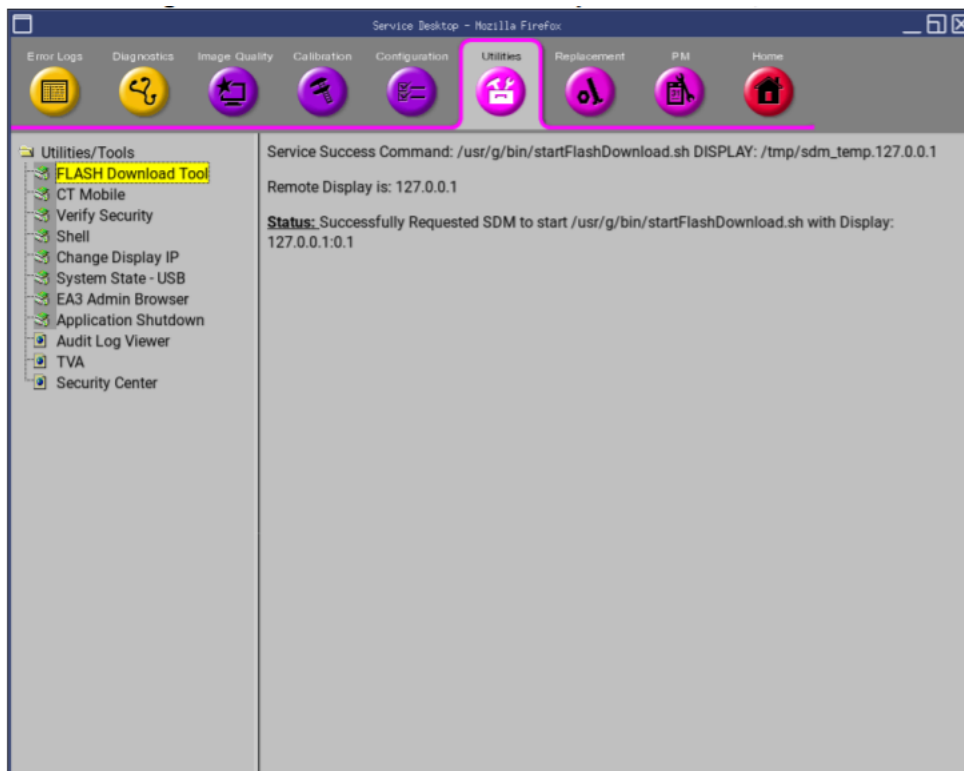 Service Desktop - Mozilla Firefox
Error Logs Diagnostics Image Quality Calibration Configuration Utilities Replacement PM Home
Utilities/Tools
FLASH Download Tool
CT Mobile
Verify Security
Shell
Change Display IP
System State - USB
EA3 Admin Browser
Application Shutdown
Audit Log Viewer
TVA
Security Center
Service Success Command: /usr/g/bin/startFlashDownload.sh DISPLAY: /tmp/sdm_temp.127.0.0.1
Remote Display is: 127.0.0.1
Status: Successfully Requested SDM to start /usr/g/bin/startFlashDownload.sh with Display:
127.0.0.1:0.1